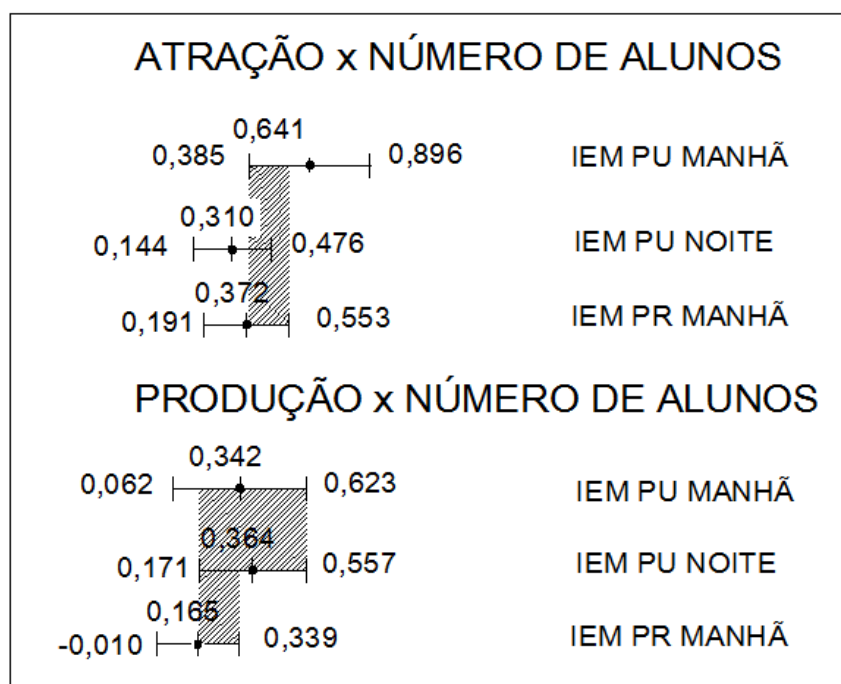 ATRAÇÃO x NÚMERO DE ALUNOS
0,641
0,385 0,896 IEM PU MANHÃ
0,310
0,144 0,476 IEM PU NOITE
0,372
0,191 0,553 IEM PR MANHÃ
PRODUÇÃO x NÚMERO DE ALUNOS
0,342
0,062 0,623 IEM PU MANHÃ
0,364
0,171 0,557 IEM PU NOITE
0,165
-0,010 0,339 IEM PR MANHÃ